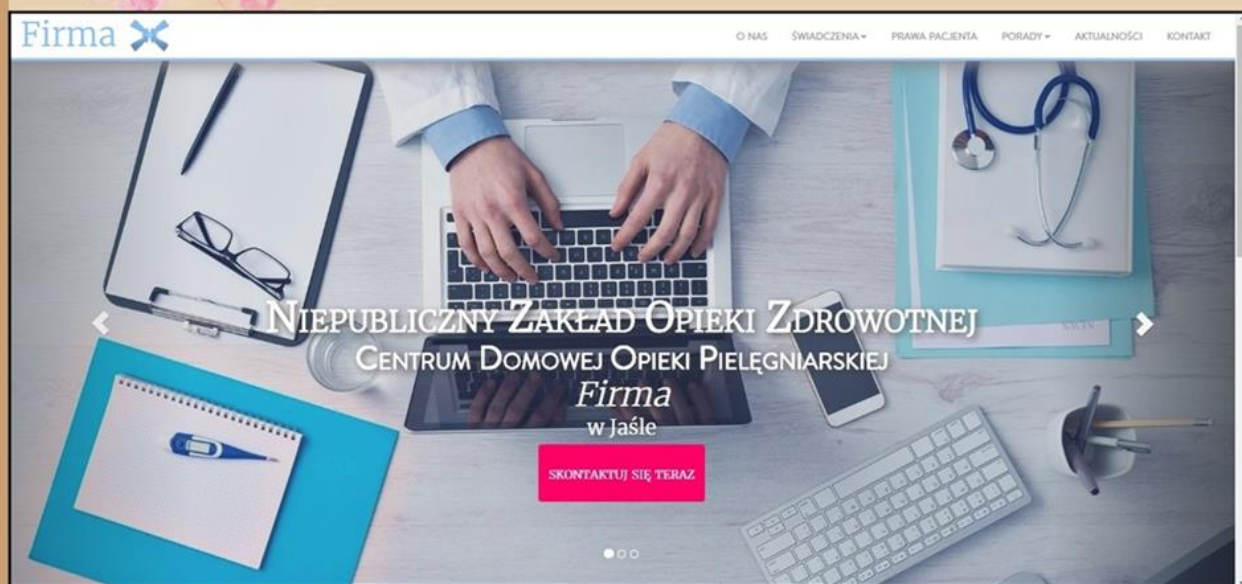 Firma
O NAS ŚWIADCZENIA PRAWA PACJENTA PORADY AKTUALNOŚCI KONTAKT
NIEPUBLICZNY ZAKŁAD OPIEKI ZDROWOTNEJ
CENTRUM DOMOWEJ OPIEKI PIELĘGNIARSKIEJ
Firma
w Jaśle
SKONTAKTUJ SIĘ TERAZ